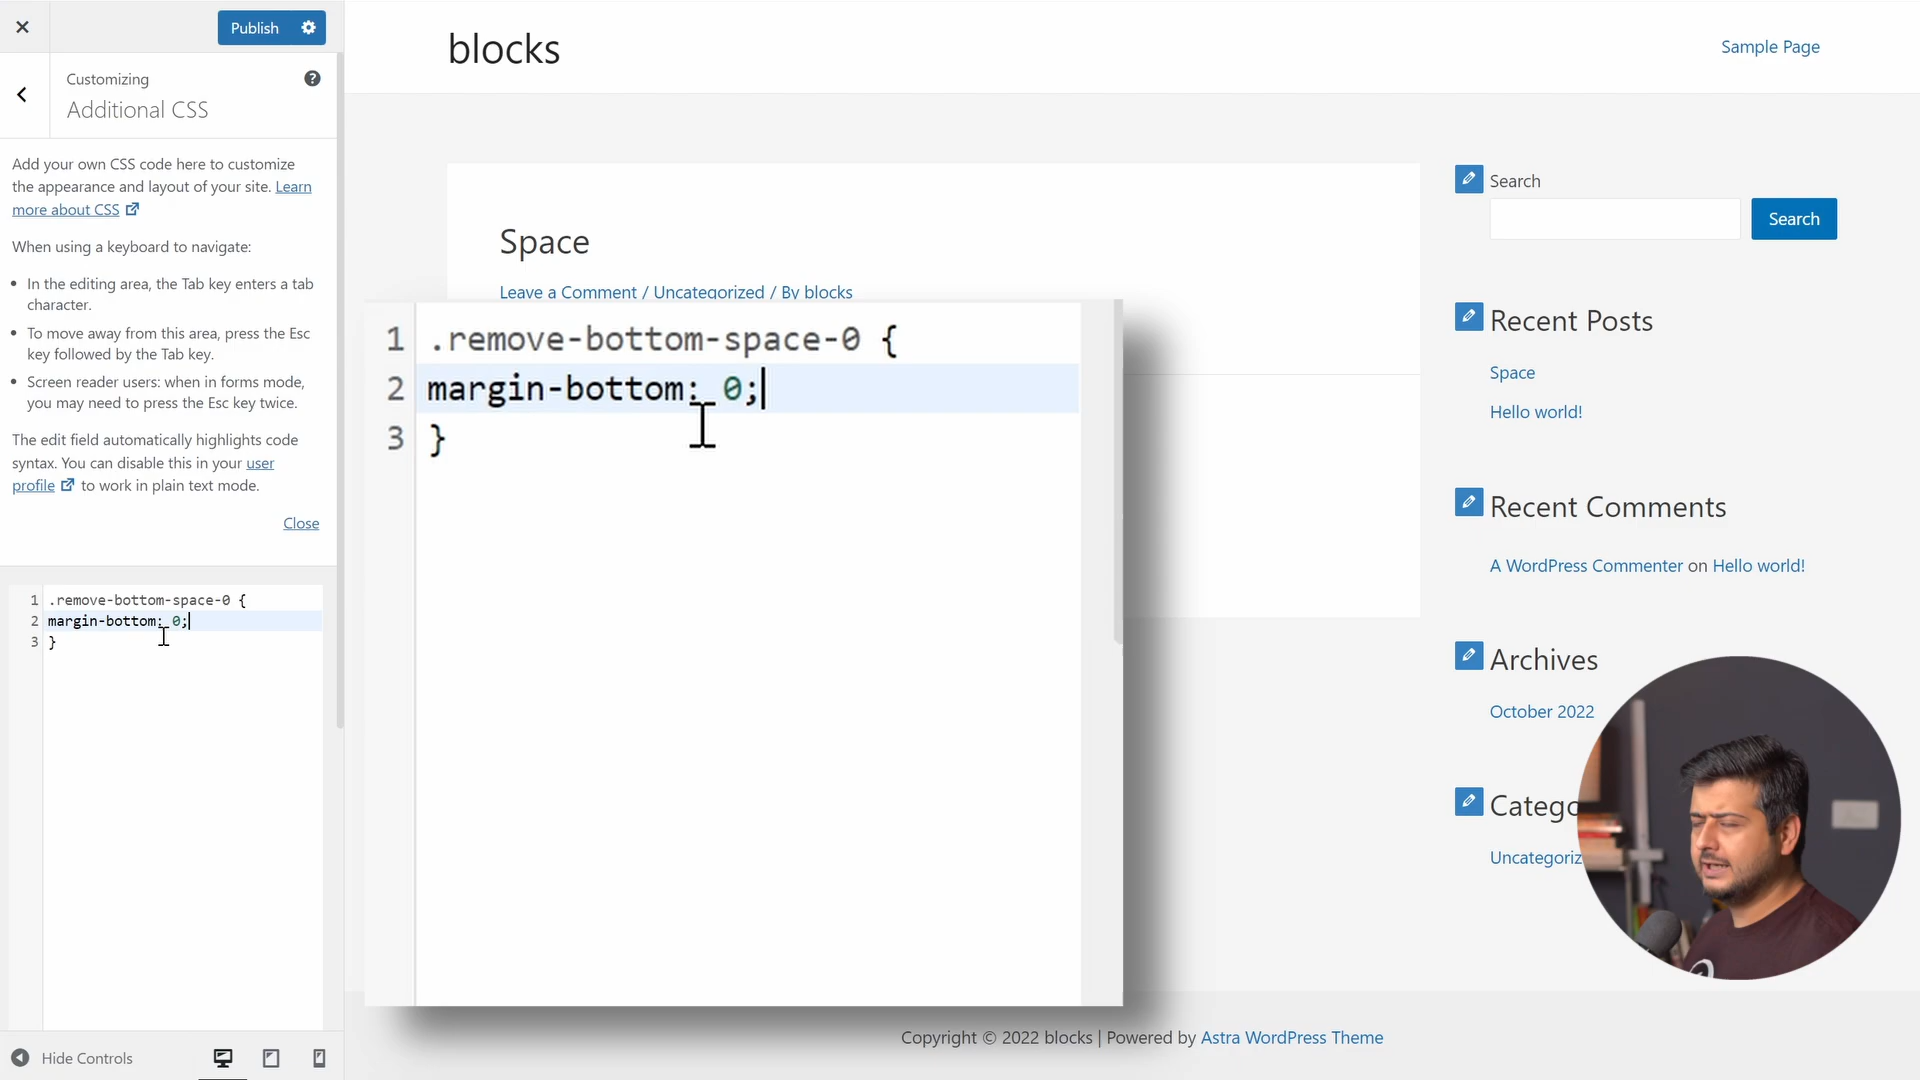 Publish
Customizing
Additional CSS
Add your own CSS code here to customize
the appearance and layout of your site. Learn
more about CSS
When using a keyboard to navigate:
In the editing area, the Tab key enters a tab
character.
To move away from this area, press the Esc
key followed by the Tab key.
Screen reader users: when in forms mode,
you may need to press the Esc key twice.
The edit field automatically highlights code
syntax. You can disable this in your user
profile to work in plain text mode.
Close
1 .remove-bottom-space-0 {
2 margin-bottom: 0;
3 }
Hide Controls
blocks
Sample Page
Space
Leave a Comment / Uncategorized / By blocks
1 .remove-bottom-space-0 {
2 margin-bottom: 0;
3 }
Search
Search
Recent Posts
Space
Hello world!
Recent Comments
A WordPress Commenter on Hello world!
Archives
October 2022
Catego
Uncategoriz
Copyright © 2022 blocks | Powered by Astra WordPress Theme